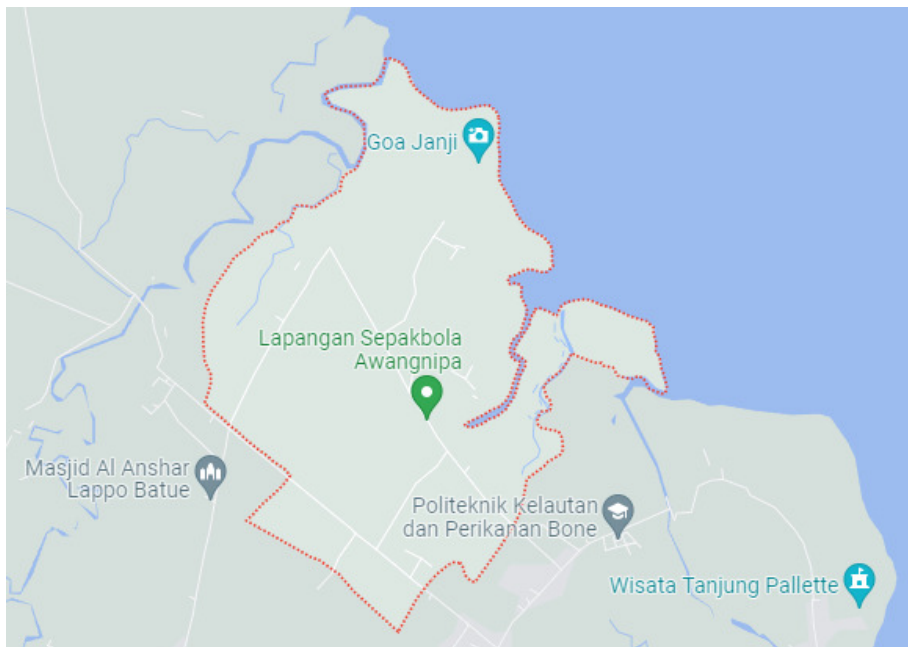 Goa Janji
Lapangan Sepakbola
Awangnipa
Masjid Al Anshar
Lappo Batue
Politeknik Kelautan
dan Perikanan Bone
Wisata Tanjung Pallette